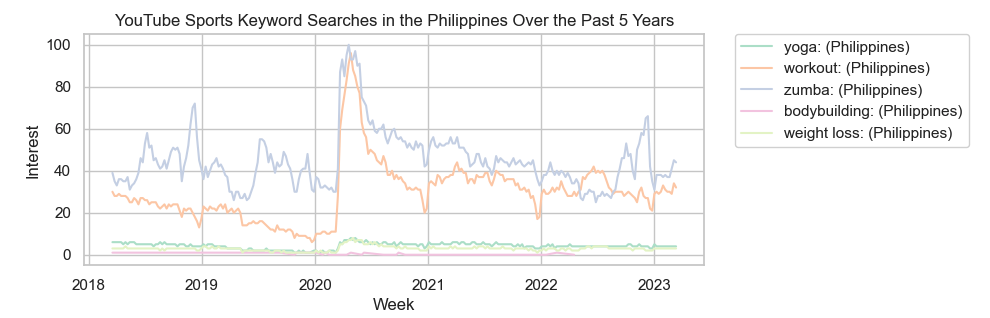 YouTube Sports Keyword Searches in the Philippines Over the Past 5 Years
100
80
60
40
20
0
Interest
2018 2019 2020 2021 2022 2023
Week
yoga: (Philippines)
workout: (Philippines)
zumba: (Philippines)
bodybuilding: (Philippines)
weight loss: (Philippines)